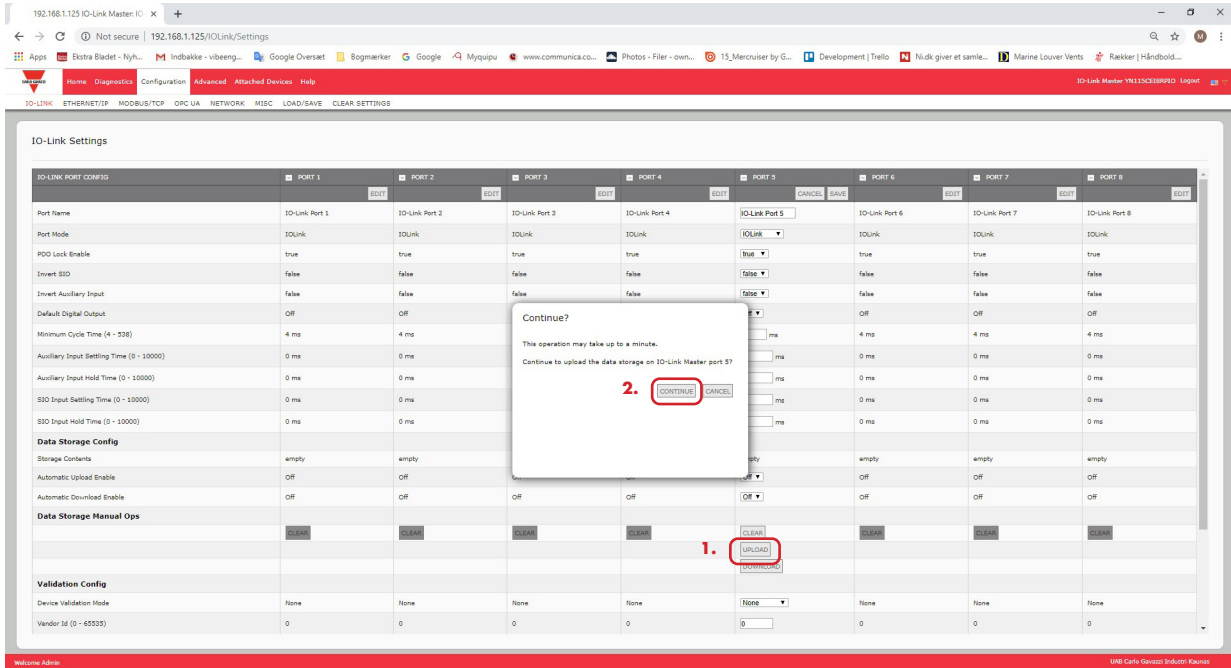 192.168.1.125 IO-Link Master: IO
192.168.1.125/IOLink/Settings
Not secure
Apps Ekstra Bladet - Nyh... Indbakke - vibeeng... Google Oversæt Bogmærker Google Myquipu www.communica.co... Photos - Filer - own... 15_Mercruiser by G... Development | Trello Ni.dk giver et samle... Marine Louver Vents Rækker | Håndbold....
Home Diagnostics Configuration Advanced Attached Devices Help IO-Link Master YN115CEI8RPIO Logout
IO-LINK ETHERNET/IP MODBUS/TCP OPC UA NETWORK MISC LOAD/SAVE CLEAR SETTINGS
IO-Link Settings
IO-LINK PORT CONFIG PORT 1 PORT 2 PORT 3 PORT 4 PORT 5 PORT 6 PORT 7 PORT 8
EDIT EDIT EDIT EDIT CANCEL SAVE EDIT EDIT EDIT
Port Name IO-Link Port 1 IO-Link Port 2 IO-Link Port 3 IO-Link Port 4 IO-Link Port 5 IO-Link Port 6 IO-Link Port 7 IO-Link Port 8
Port Mode IOLink IOLink IOLink IOLink IOLink IOLink IOLink IOLink
PDO Lock Enable true true true true true true true true
Invert SIO false false false false false false false false
Invert Auxiliary Input false false false false false false false false
Default Digital Output Off Off Off Off Off
Minimum Cycle Time (4 - 538) 4 ms 4 ms ms 4 ms 4 ms 4 ms
Auxiliary Input Settling Time (0 - 10000) 0 ms 0 ms ms 0 ms 0 ms 0 ms
Auxiliary Input Hold Time (0 - 10000) 0 ms 0 ms ms 0 ms 0 ms 0 ms
SIO Input Settling Time (0 - 10000) 0 ms 0 ms ms 0 ms 0 ms 0 ms
SIO Input Hold Time (0 - 10000) 0 ms 0 ms ms 0 ms 0 ms 0 ms
Continue?
This operation may take up to a minute.
Continue to upload the data storage on IO-Link Master port 5?
2. CONTINUE CANCEL
Data Storage Config
Storage Contents empty empty empty empty empty
Automatic Upload Enable Off Off Off Off Off Off
Automatic Download Enable Off Off Off Off Off Off Off Off
Data Storage Manual Ops
CLEAR CLEAR CLEAR CLEAR CLEAR CLEAR CLEAR CLEAR
1. UPLOAD
DOWNLOAD
Validation Config
Device Validation Mode None None None None None None None None
Vendor Id (0 - 65535) 0 0 0 0 0 0 0 0
Welcome Admin UAB Carlo Gavazzi Industri Kaunas